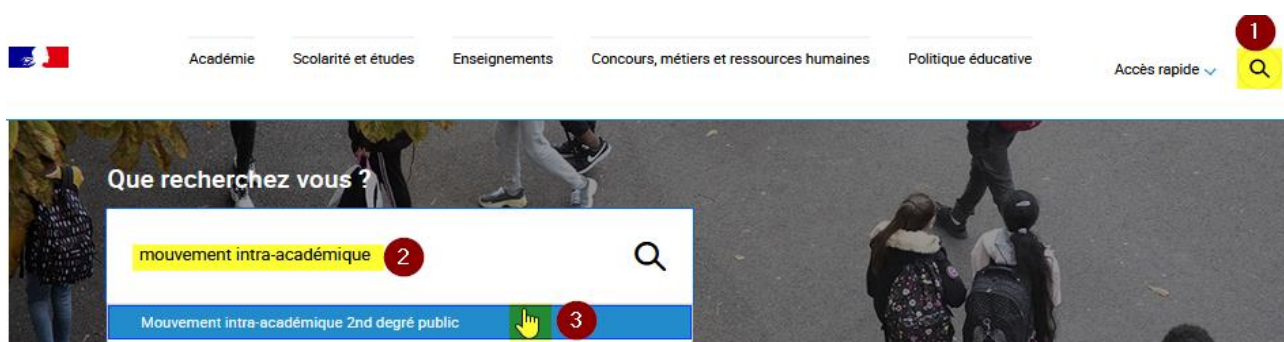 1
Académie Scolarité et études Enseignements Concours, métiers et ressources humaines Politique éducative Accès rapide
Que recherchez vous ?
mouvement intra-académique 2
Mouvement intra-académique 2nd degré public 3